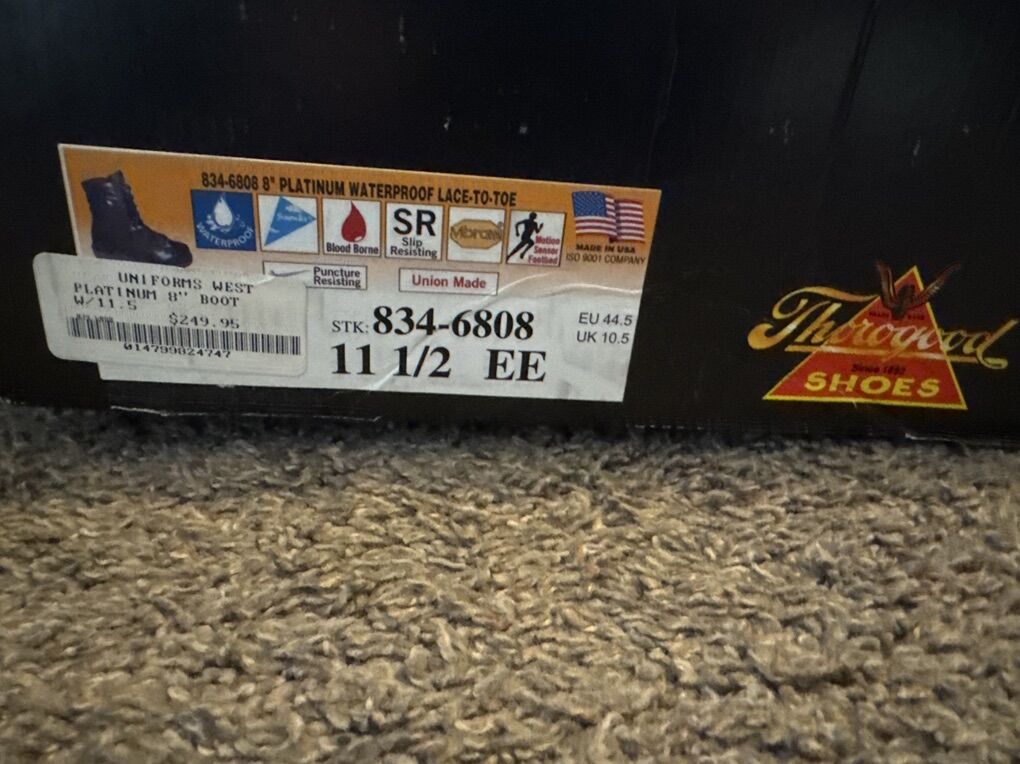 834-6808 8" PLATINUM WATERPROOF LACE-TO-TOE
WATERPROOF
Blood Borne
SR
Slip
Resisting
Vibram
Motion
Sensor
Footbed
MADE IN USA
ISO 9001 COMPANY
Puncture
Resisting
Union Made
UNIFORMS WEST
PLATINUM 8" BOOT
W/11.5
$249.95
014799824747
STK: 834-6808
11 1/2 EE
EU 44.5
UK 10.5
Thorogood
Since 1892
SHOES